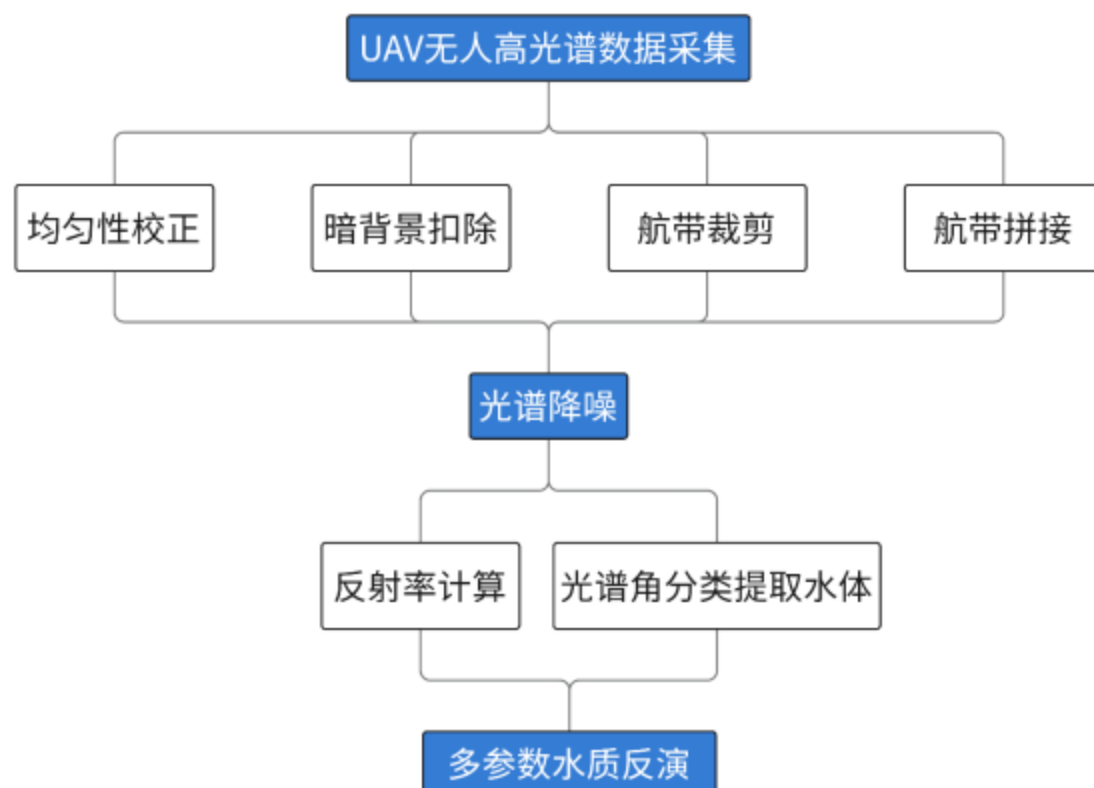 UAV无人高光谱数据采集
均匀性校正
暗背景扣除
航带裁剪
航带拼接
光谱降噪
反射率计算
光谱角分类提取水体
多参数水质反演